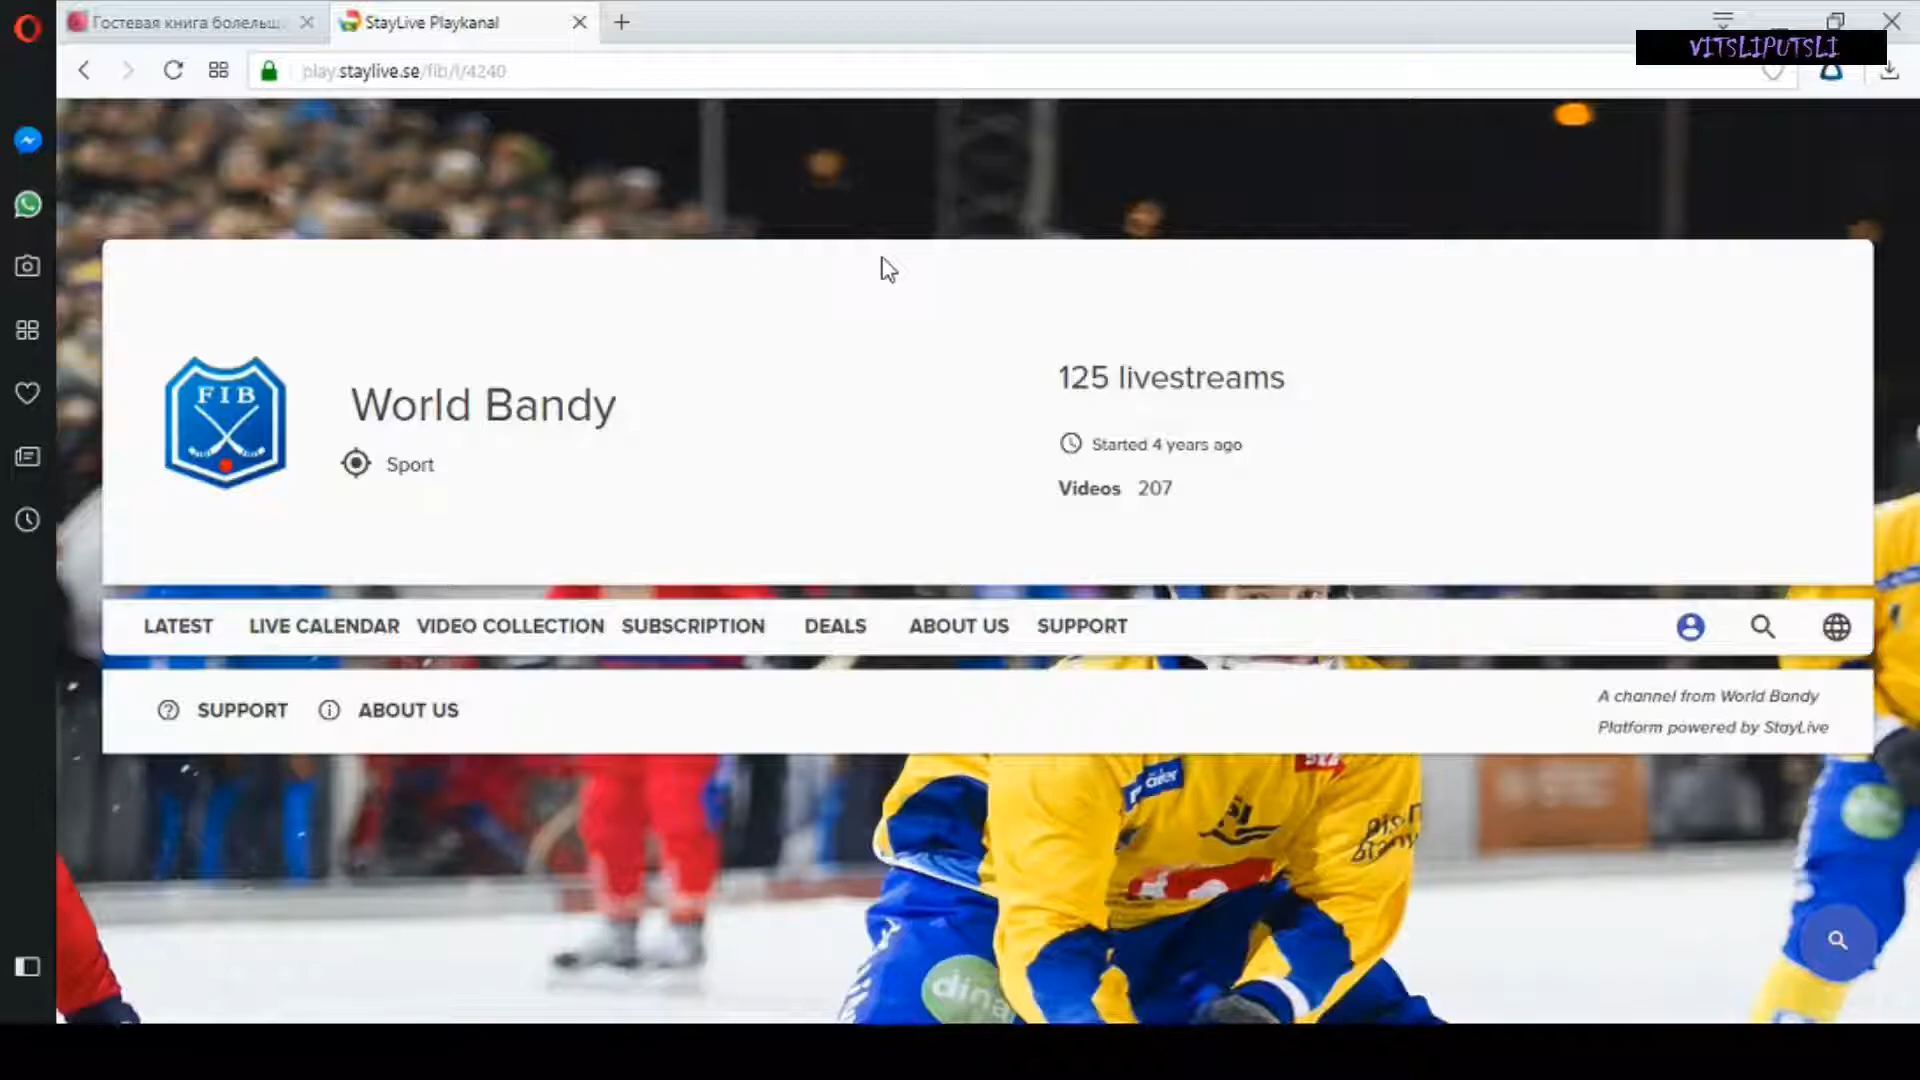 Гостевая книга болельщ
StayLive Playkanal
VITSLIPUTSLI
play.staylive.se/fib/l/4240
FIB
World Bandy
Sport
125 livestreams
Started 4 years ago
Videos 207
LATEST LIVE CALENDAR VIDEO COLLECTION SUBSCRIPTION DEALS ABOUT US SUPPORT
SUPPORT ABOUT US
A channel from World Bandy
Platform powered by StayLive
dina